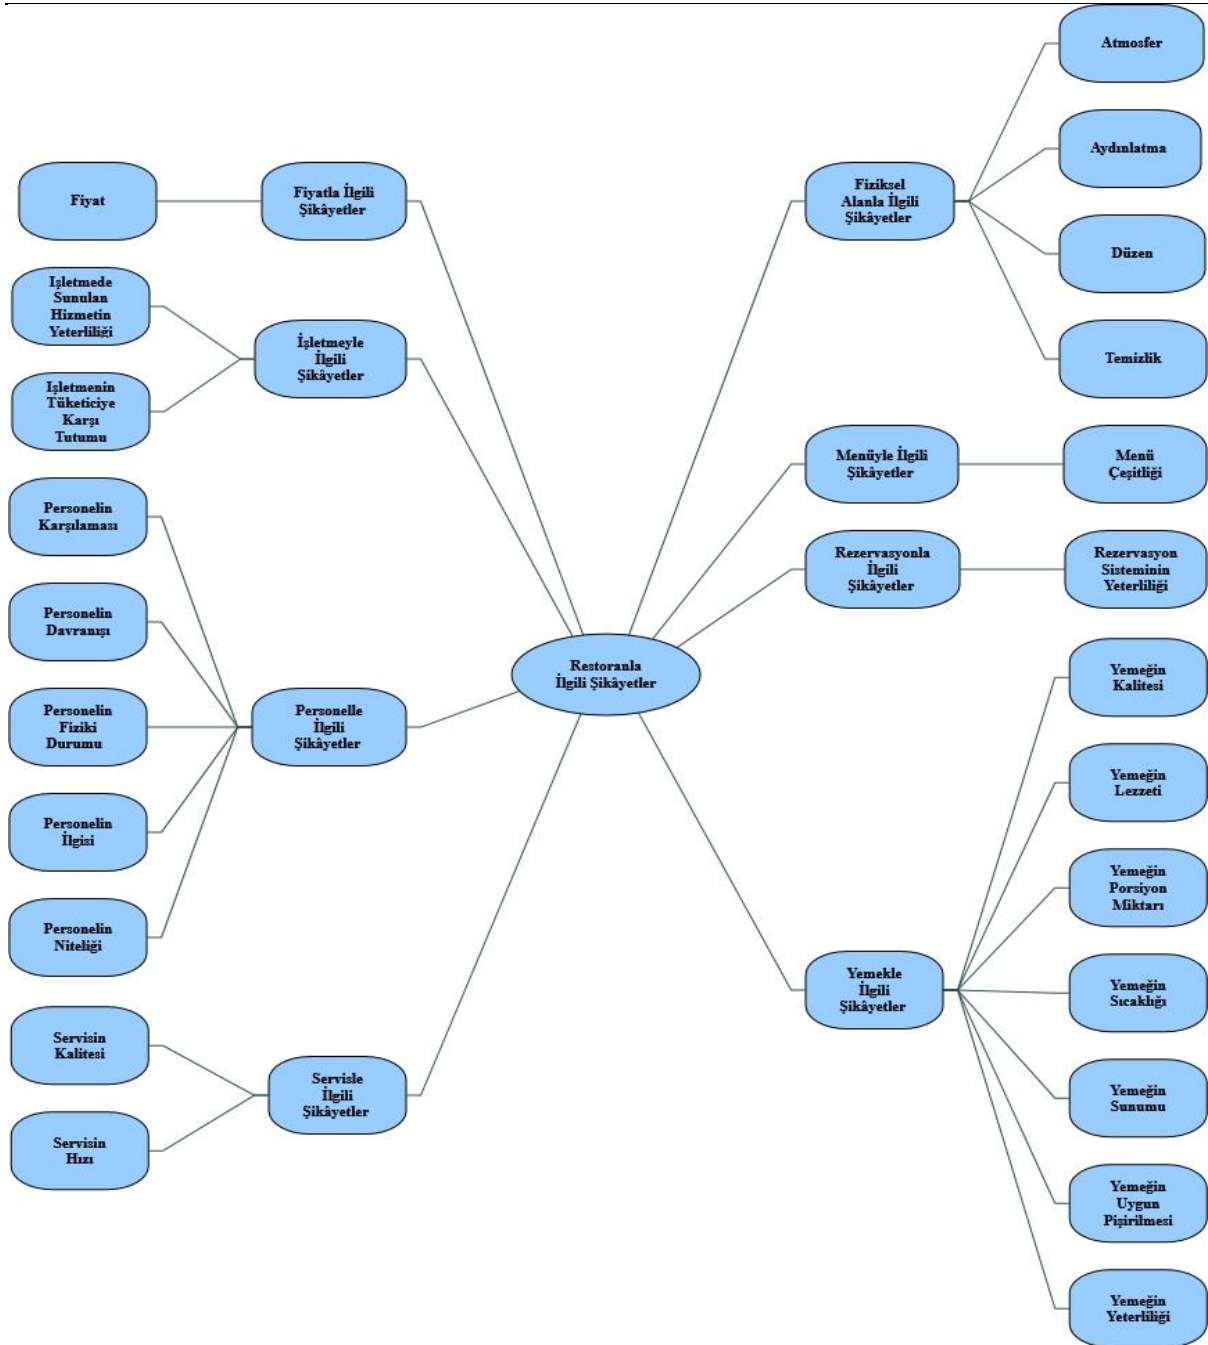 Fiyat
Fiyatla İlgili
Şikâyetler
Işletmede
Sunulan
Hizmetin
Yeterliliği
Işletmenin
Tüketiciye
Karşı
Tutumu
İşletmeyle
İlgili
Şikâyetler
Personelin
Karşılaması
Personelin
Davranışı
Personelin
Fiziki
Durumu
Personelin
İlgisi
Personelin
Niteliği
Personelle
İlgili
Şikâyetler
Servisin
Kalitesi
Servisin
Hızı
Servisle
İlgili
Şikâyetler
Restoranla
İlgili Şikâyetler
Fiziksel
Alanla İlgili
Şikâyetler
Atmosfer
Aydınlatma
Düzen
Temizlik
Menüyle İlgili
Şikâyetler
Menü
Çeşitliği
Rezervasyonla
İlgili
Şikâyetler
Rezervasyon
Sisteminin
Yeterliliği
Yemekle
İlgili
Şikâyetler
Yemeğin
Kalitesi
Yemeğin
Lezzeti
Yemeğin
Porsiyon
Miktarı
Yemeğin
Sıcaklığı
Yemeğin
Sunumu
Yemeğin
Uygun
Pişirilmesi
Yemeğin
Yeterliliği